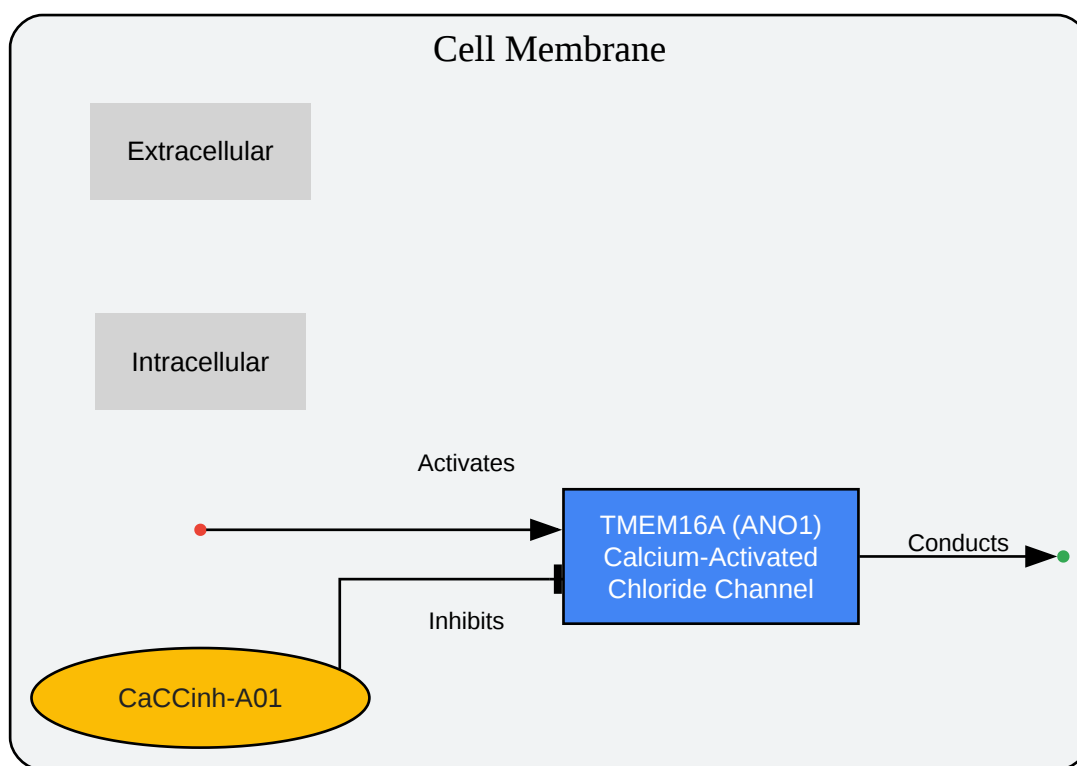 Cell Membrane
Extracellular
Intracellular
Activates
TMEM16A (ANO1)
Calcium-Activated
Chloride Channel
Conducts
Inhibits
CaCCinh-A01